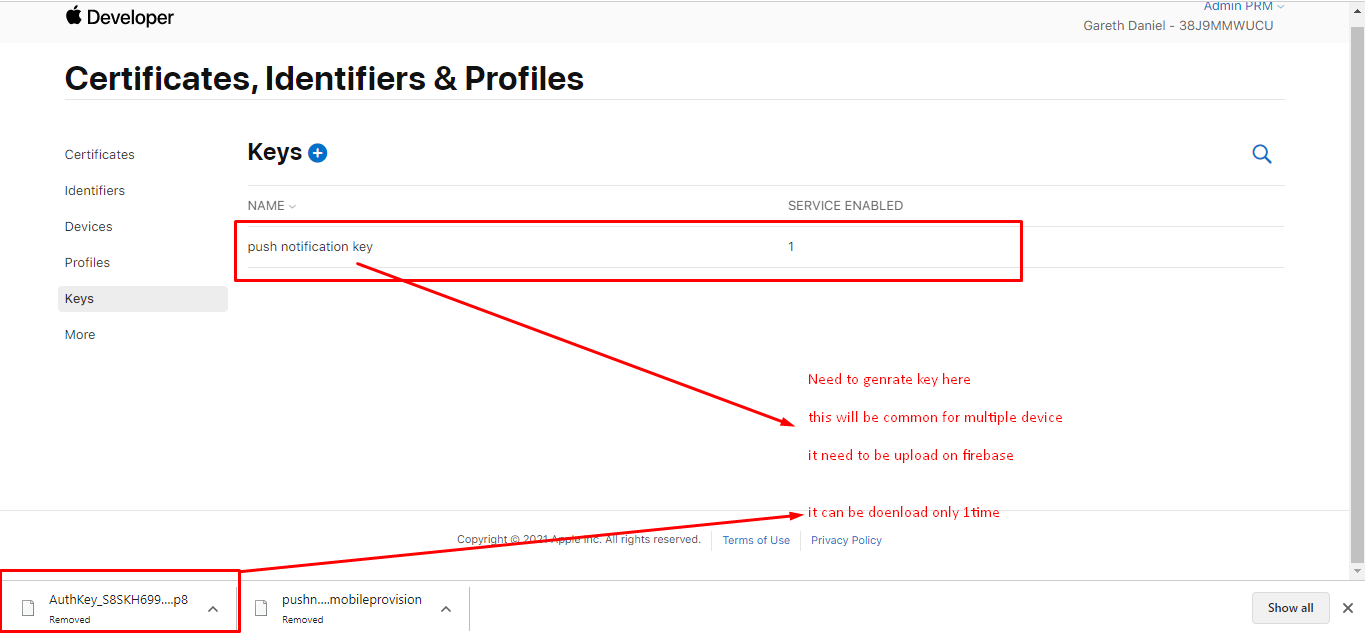 Developer
Admin PRM
Gareth Daniel - 38J9MMWUCU
Certificates, Identifiers & Profiles
Certificates
Identifiers
Devices
Profiles
Keys
More
Keys
NAME
SERVICE ENABLED
push notification key
1
Need to genrate key here
this will be common for multiple device
it need to be upload on firebase
it can be doenload only 1time
Copyright © 2021 Apple Inc. All rights reserved.
Terms of Use
Privacy Policy
AuthKey_S8SKH699....p8
Removed
pushn....mobileprovision
Removed
Show all